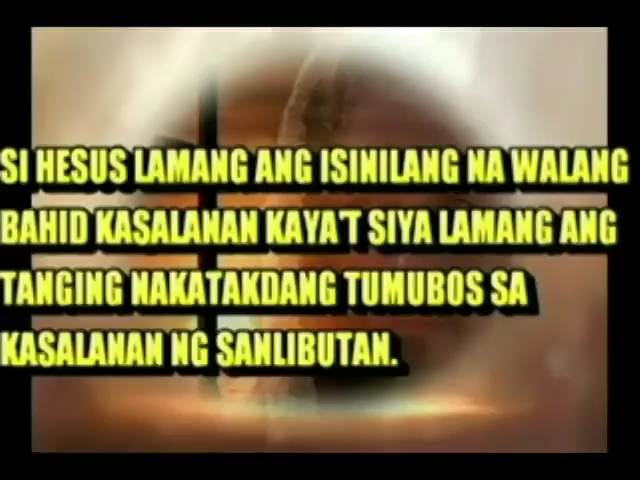 SI HESUS LAMANG ANG ISINILANG NA WALANG
BAHID KASALANAN KAYA'T SIYA LAMANG ANG
TANGING NAKATAKDANG TUMUBOS SA
KASALANAN NG SANLIBUTAN.